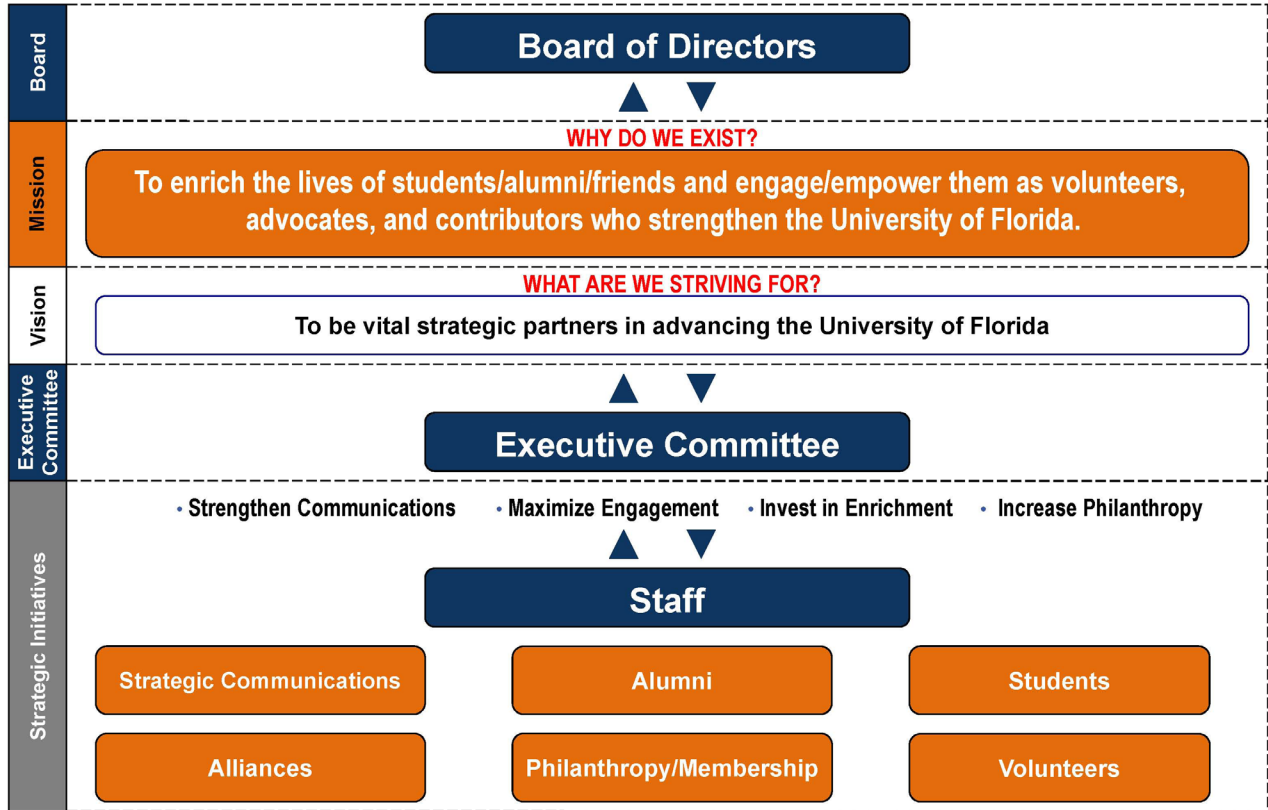 Board
Board of Directors
Mission
WHY DO WE EXIST?
To enrich the lives of students/alumni/friends and engage/empower them as volunteers,
advocates, and contributors who strengthen the University of Florida.
Vision
WHAT ARE WE STRIVING FOR?
To be vital strategic partners in advancing the University of Florida
Executive
Committee
Executive Committee
Strategic Initiatives
• Strengthen Communications • Maximize Engagement • Invest in Enrichment • Increase Philanthropy
Staff
Strategic Communications
Alumni
Students
Alliances
Philanthropy/Membership
Volunteers